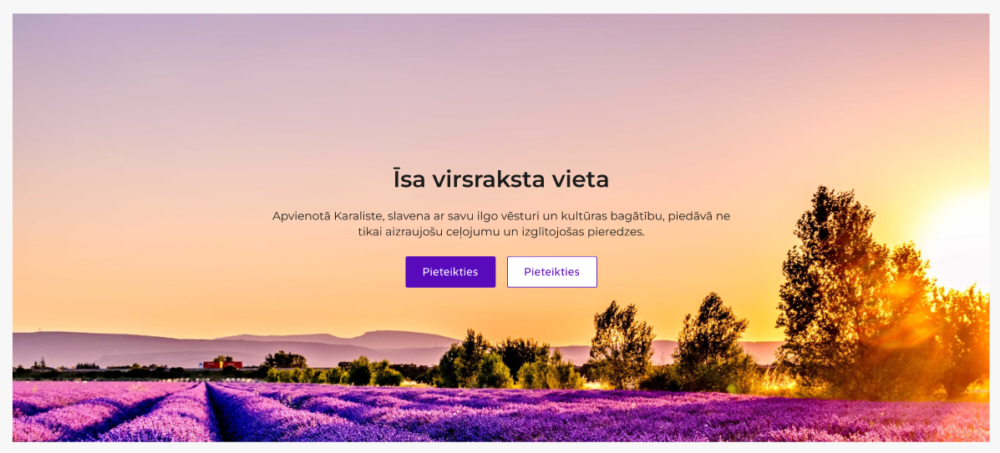 Īsa virsraksta vieta
Apvienotā Karaliste, slavena ar savu ilgo vēsturi un kultūras bagātību, piedāvā ne
tikai aizraujošu ceļojumu un izglītojošas pieredzes.
Pieteikties
Pieteikties